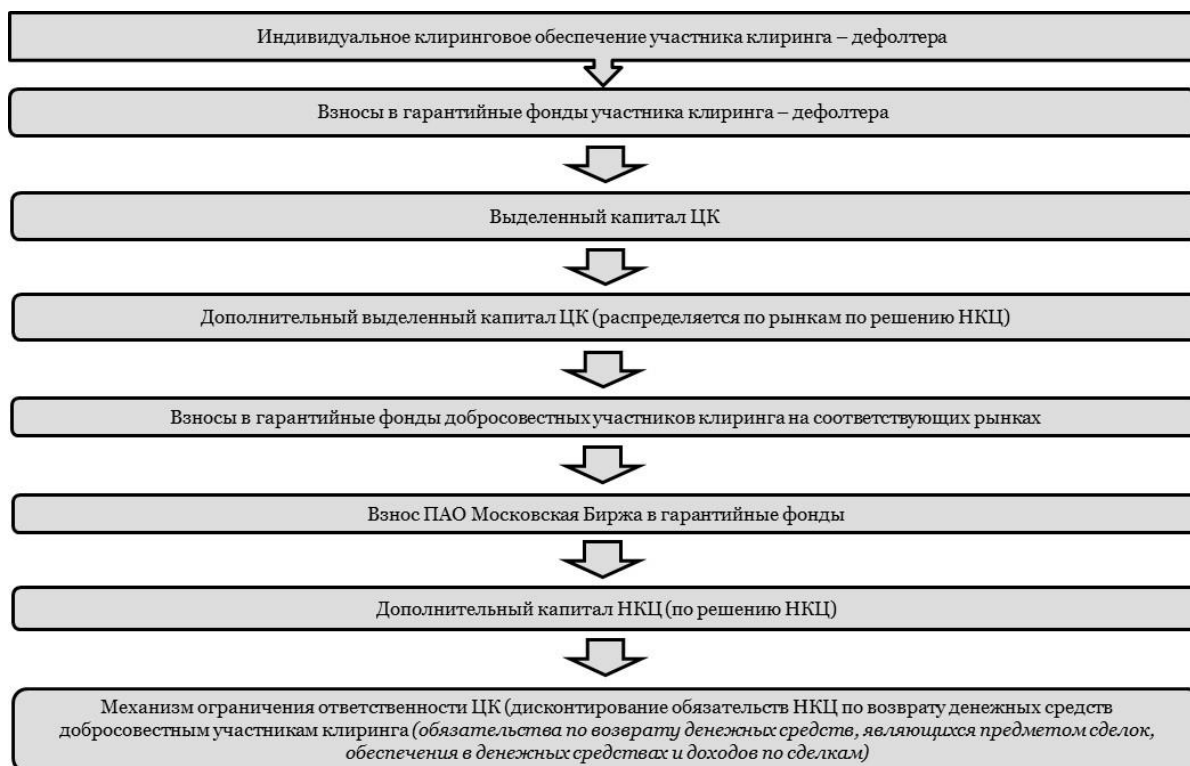 Индивидуальное клиринговое обеспечение участника клиринга – дефолтера
Взносы в гарантийные фонды участника клиринга – дефолтера
Выделенный капитал ЦК
Дополнительный выделенный капитал ЦК (распределяется по рынкам по решению НКЦ)
Взносы в гарантийные фонды добросовестных участников клиринга на соответствующих рынках
Взнос ПАО Московская Биржа в гарантийные фонды
Дополнительный капитал НКЦ (по решению НКЦ)
Механизм ограничения ответственности ЦК (дисконтирование обязательств НКЦ по возврату денежных средств
добросовестным участникам клиринга (обязательства по возврату денежных средств, являющихся предметом сделок,
обеспечения в денежных средствах и доходов по сделкам)